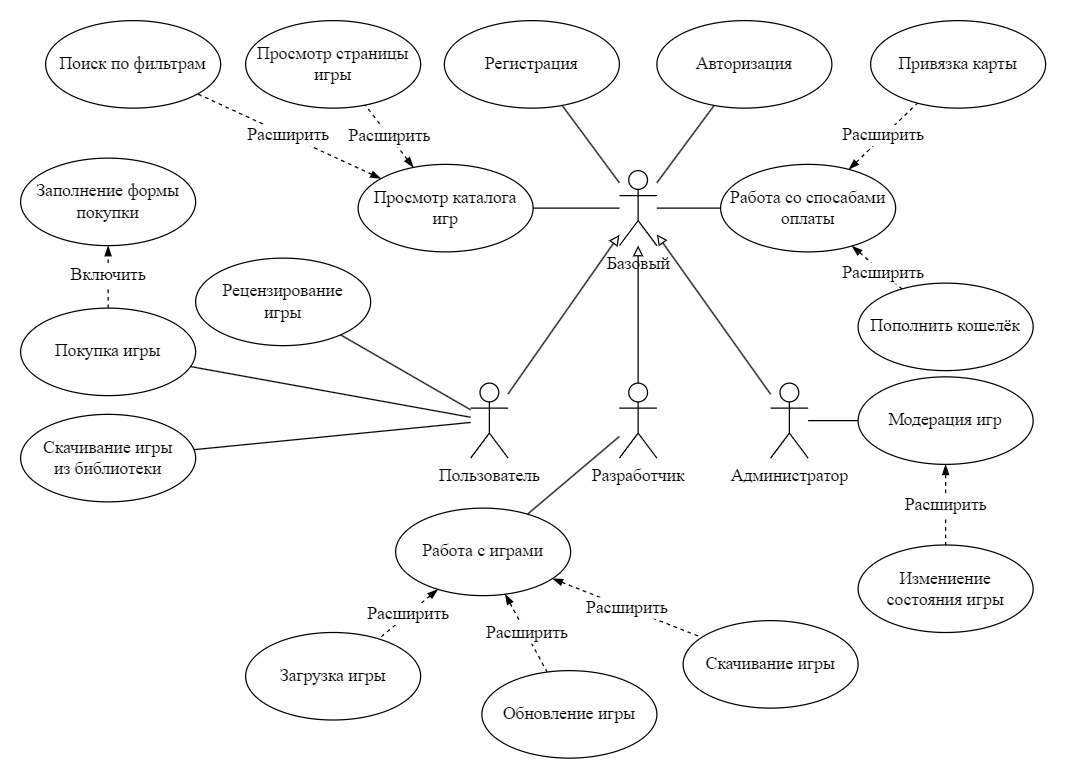 Поиск по фильтрам
Просмотр страницы
игры
Регистрация
Авторизация
Привязка карты
Расширить
Расширить
Расширить
Заполнение формы
покупки
Просмотр каталога
игр
Работа со способами
оплаты
Базовый
Включить
Расширить
Рецензирование
игры
Пополнить кошелёк
Покупка игры
Модерация игр
Скачивание игры
из библиотеки
Пользователь
Разработчик
Администратор
Расширить
Работа с играми
Измениение
состояния игры
Расширить
Расширить
Расширить
Загрузка игры
Скачивание игры
Обновление игры